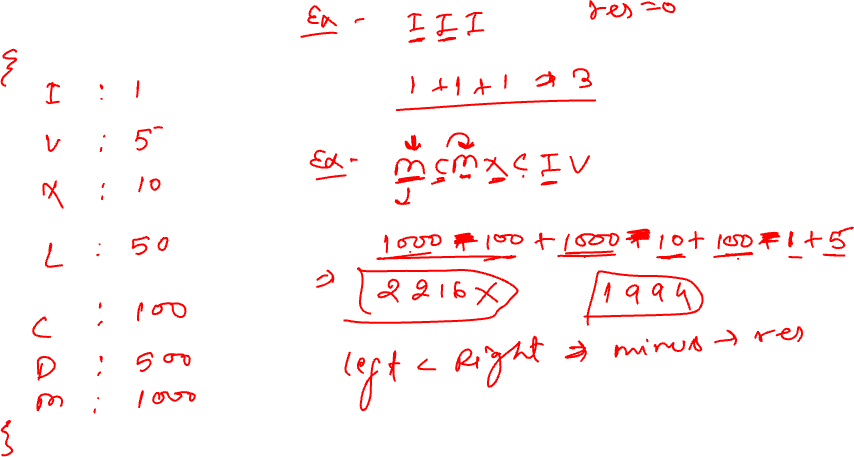 Ex - III res=0
{
I : 1
1+1+1 ⇒ 3
V : 5
Ex - MCMXCIV
X : 10
L : 50
1000 - 100 + 1000 - 10 + 100 - 1 + 5
⇒ 2216 X 1994
C : 100
D : 500
left < Right ⇒ minus → res
M : 1000
}